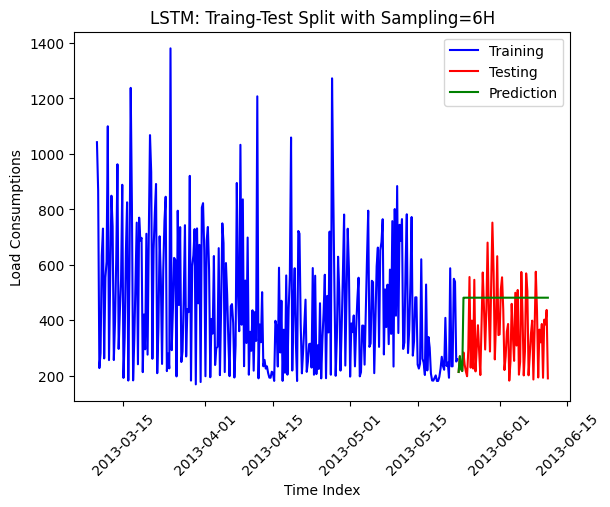 LSTM: Traing-Test Split with Sampling=6H
1400
1200
1000
800
600
400
200
Load Consumptions
Training
Testing
Prediction
2013-03-15
2013-04-01
2013-04-15
2013-05-01
2013-05-15
2013-06-01
2013-06-15
Time Index